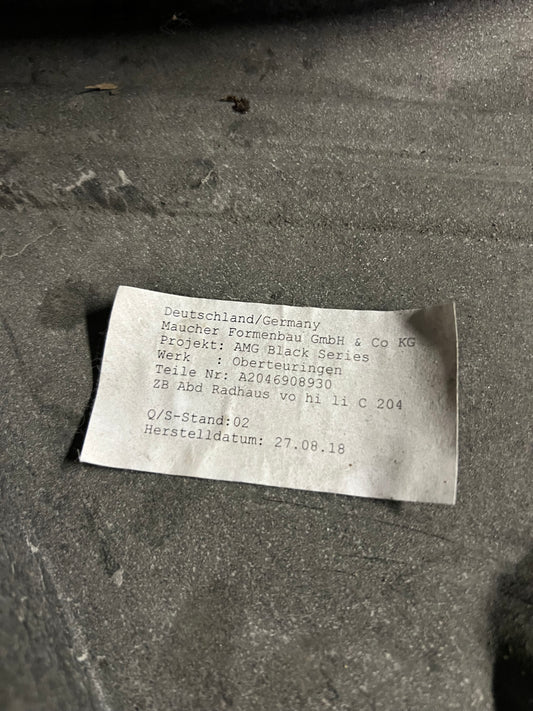 Deutschland/Germany
Maucher Formenbau GmbH & Co KG
Projekt: AMG Black Series
Werk : Oberteuringen
Teile Nr: A2046908930
ZB Abd Radhaus vo hi li C 204
Q/S-Stand:02
Herstelldatum: 27.08.18